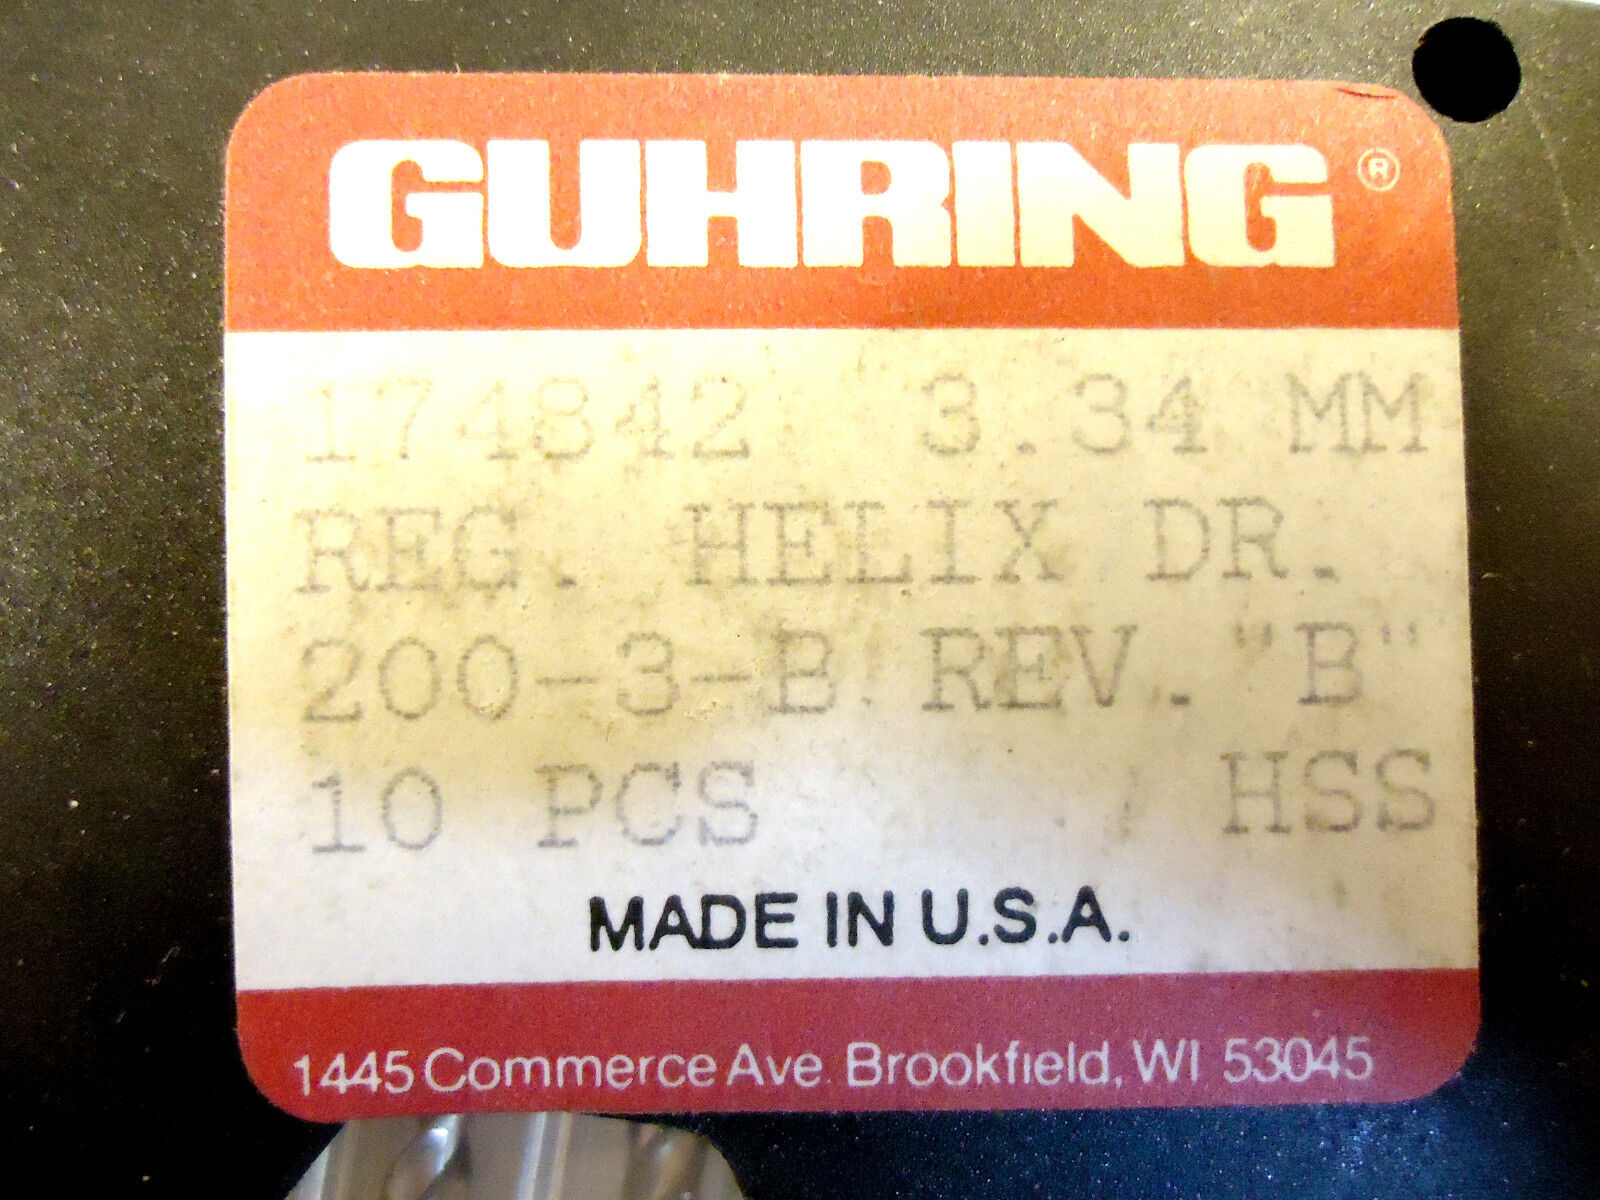 GUHRING®
174842 3.34 MM
REG. HELIX DR.
200-3-B REV. "B"
10 PCS HSS
MADE IN U.S.A.
1445 Commerce Ave. Brookfield, WI 53045